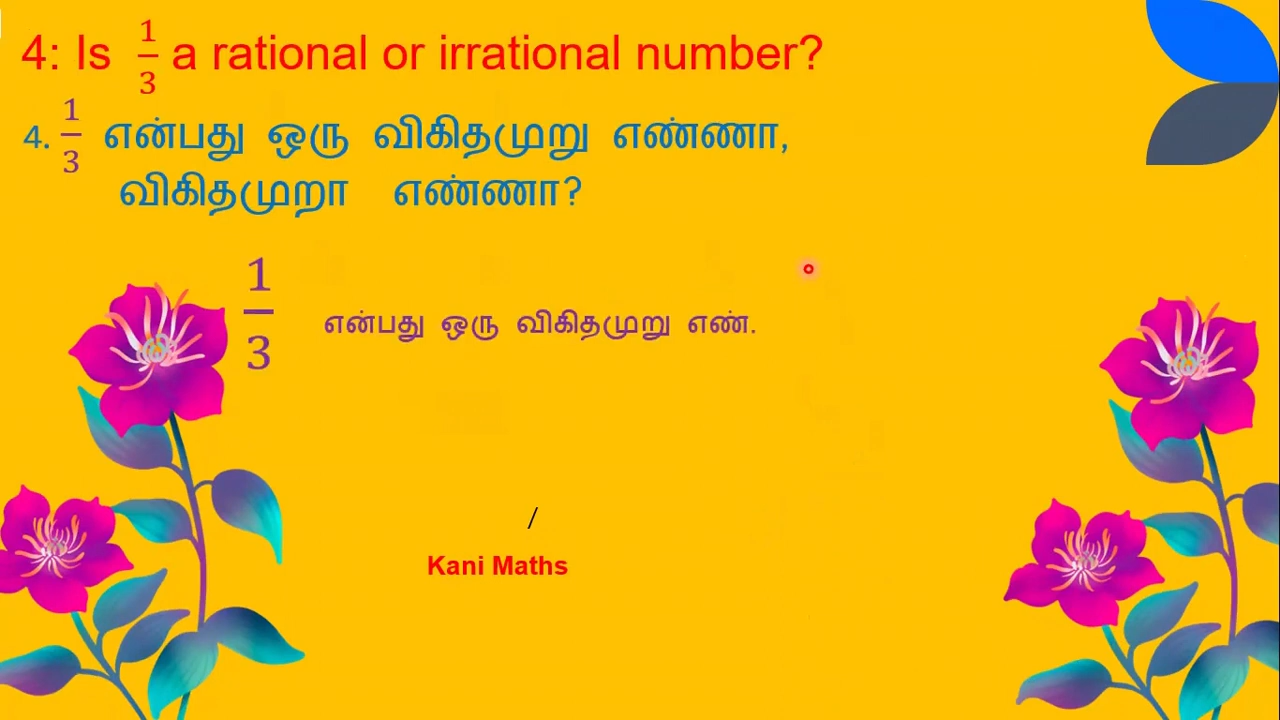 4: Is 1/3 a rational or irrational number?
4. 1/3 என்பது ஒரு விகிதமுறு எண்ணா,
விகிதமுறா எண்ணா?
1/3 என்பது ஒரு விகிதமுறு எண்.
/
Kani Maths